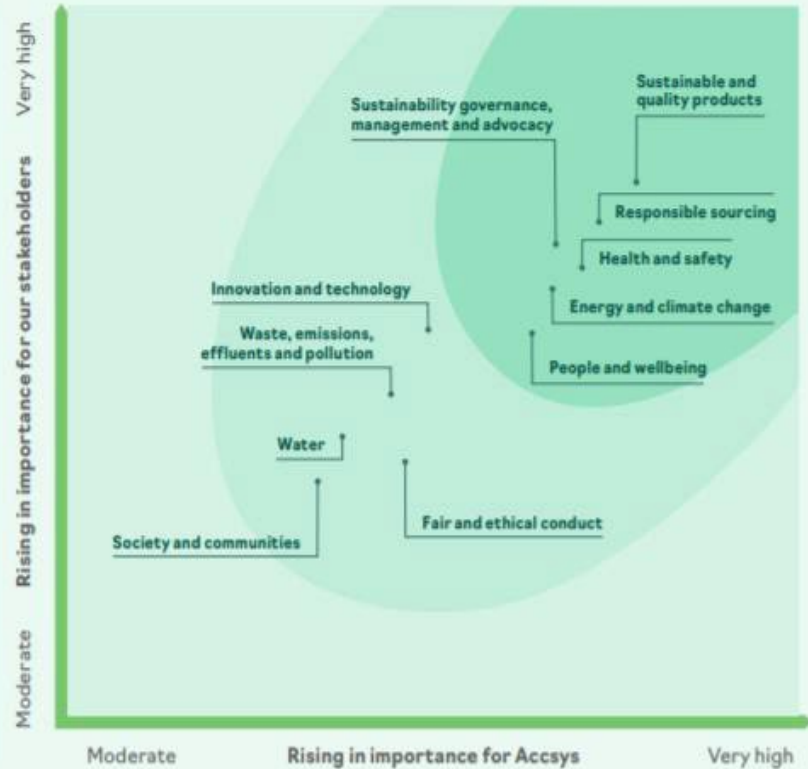 Very high
Rising in importance for our stakeholders
Moderate
Sustainable and
quality products
Sustainability governance,
management and advocacy
Responsible sourcing
Health and safety
Innovation and technology
Energy and climate change
Waste, emissions,
effluents and pollution
People and wellbeing
Water
Fair and ethical conduct
Society and communities
Moderate
Rising in importance for Accsys
Very high